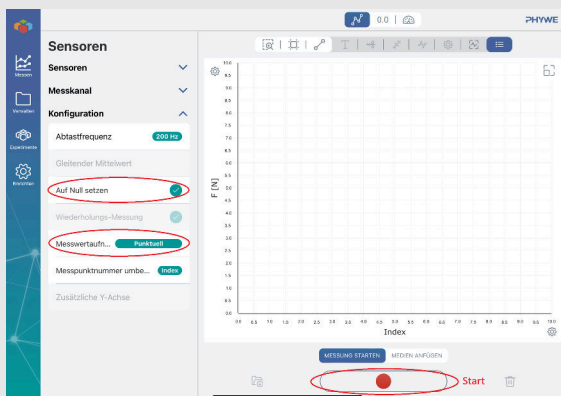 0.0
PHYWE
Sensoren
Messen
Verwalten
Experimente
Einrichten
Sensoren
Messkanal
Konfiguration
Abtastfrequenz 200 Hz
Gleitender Mittelwert
Auf Null setzen
Wiederholungs-Messung
Messwertaufn... Punktuell
Messpunktnummer umbe... Index
Zusätzliche Y-Achse
T
F [N]
10.0
9.5
9.0
8.5
8.0
7.5
7.0
6.5
6.0
5.5
5.0
4.5
4.0
3.5
3.0
2.5
2.0
1.5
1.0
0.5
0.0
0.0 0.5 1.0 1.5 2.0 2.5 3.0 3.5 4.0 4.5 5.0 5.5 6.0 6.5 7.0 7.5 8.0 8.5 9.0 9.5 10.0
Index
MESSUNG STARTEN MEDIEN ANFÜGEN
Start